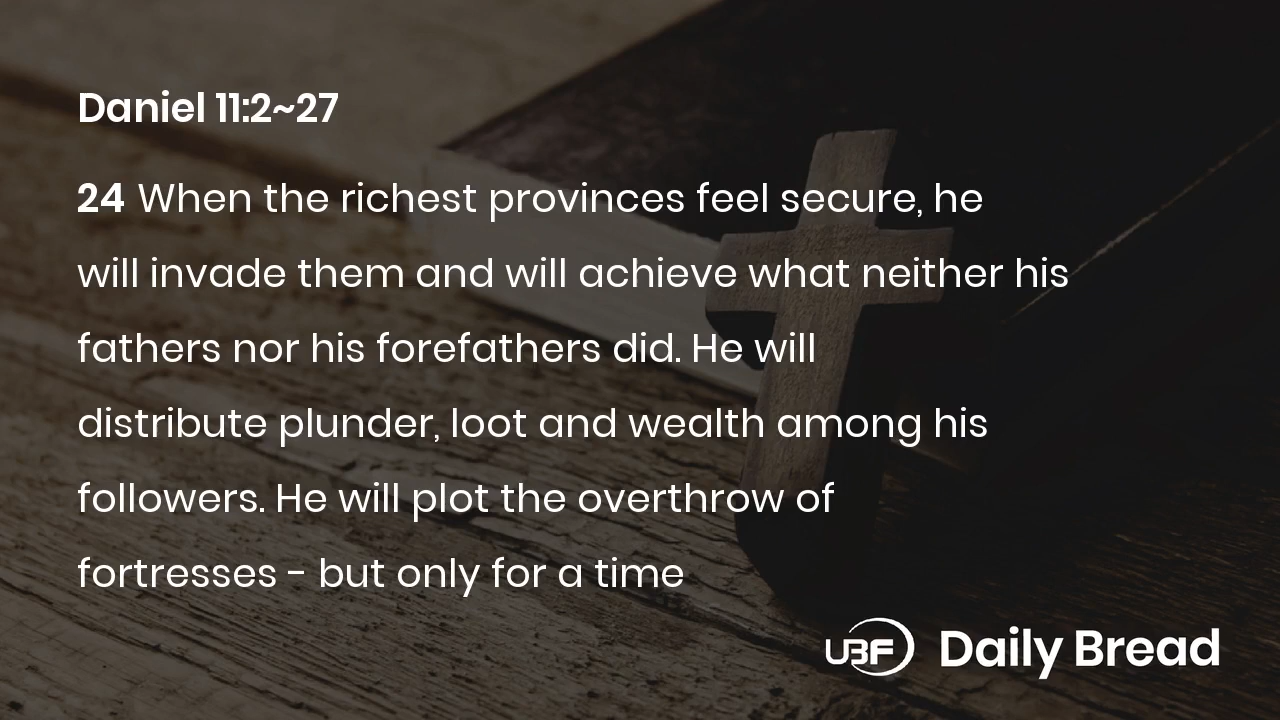 Daniel 11:2~27
24 When the richest provinces feel secure, he
will invade them and will achieve what neither his
fathers nor his forefathers did. He will
distribute plunder, loot and wealth among his
followers. He will plot the overthrow of
fortresses - but only for a time
UBF Daily Bread